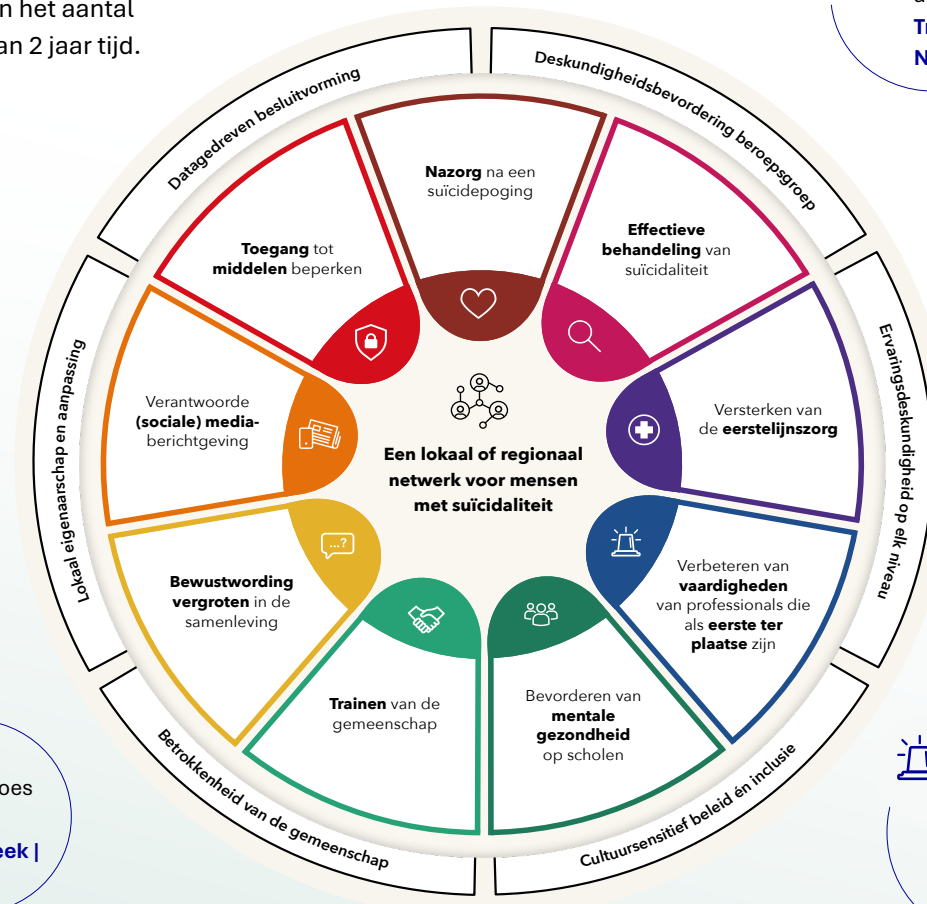 n het aantal
an 2 jaar tijd.
Tr
N
Datagedreven besluitvorming
Deskundigheidsbevordering beroepsgroep
Ervaringsdeskundigheid op elk niveau
Cultuursensitief beleid én inclusie
Betrokkenheid van de gemeenschap
Lokaal eigenaarschap en aanpassing
Nazorg na een
suïcidepoging
Effectieve
behandeling van
suïcidaliteit
Versterken van
de eerstelijnszorg
Verbeteren van
vaardigheden
van professionals die
als eerste ter
plaatse zijn
Bevorderen van
mentale
gezondheid
op scholen
Trainen van de
gemeenschap
Bewustwording
vergroten in de
samenleving
...?
Verantwoorde
(sociale) media-
berichtgeving
Toegang tot
middelen beperken
Een lokaal of regionaal
netwerk voor mensen
met suïcidaliteit
oes
eek |